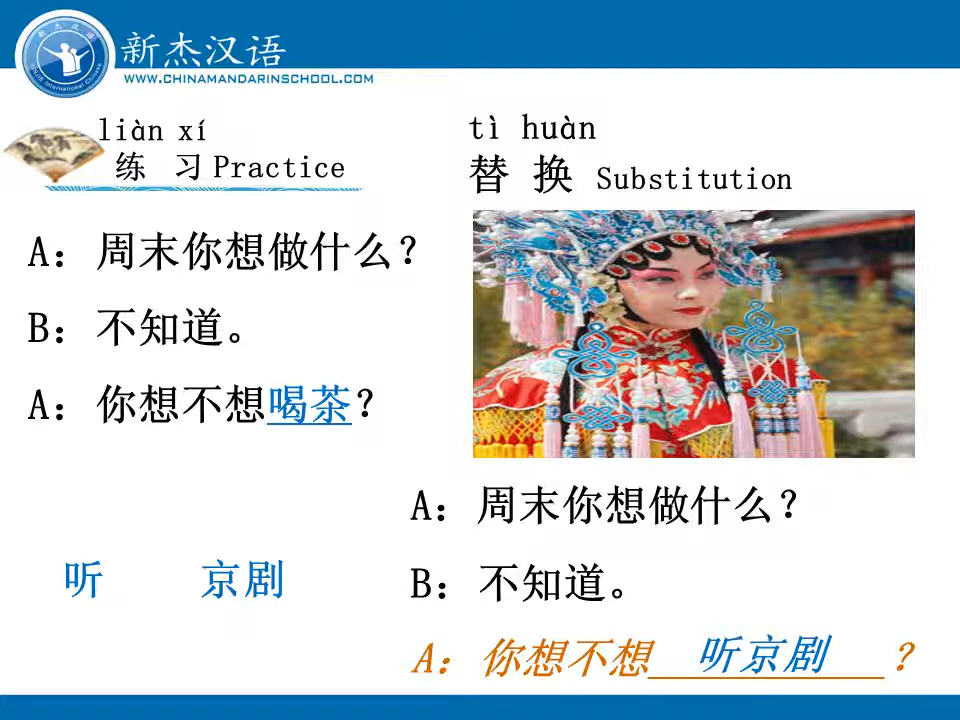 新杰汉语
WWW.CHINAMANDARINSCHOOL.COM
liàn xí
练 习 Practice
tì huàn
替 换 Substitution
A：周末你想做什么？
B：不知道。
A：你想不想喝茶？
听 京剧
A：周末你想做什么？
B：不知道。
A：你想不想 听京剧 ？